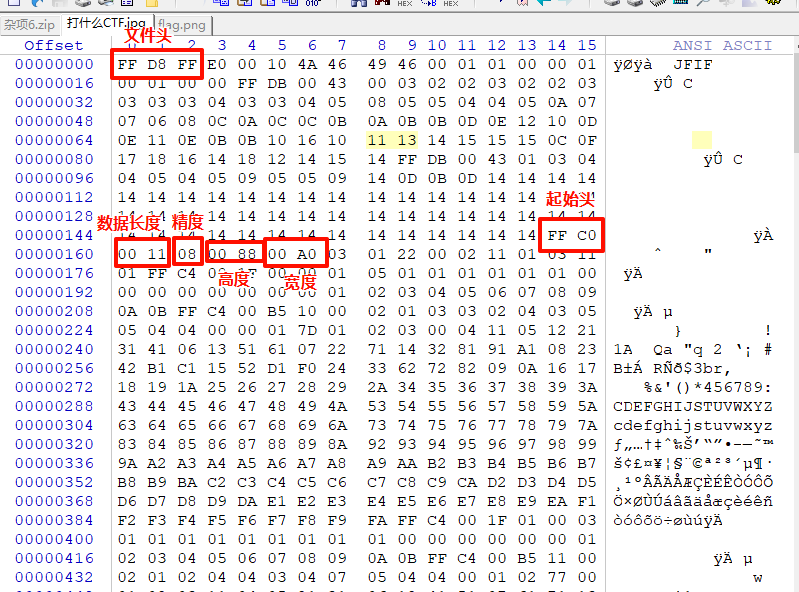 HEX HEX 010"
杂项6.zip 打什么CTF.jpg flag.png
文件头
Offset 2 3 4 5 6 7 8 9 10 11 12 13 14 15 ANSI ASCII
00000000 FF D8 FF E0 00 10 4A 46 49 46 00 01 01 00 00 01 ÿØÿà JFIF
00000016 00 01 00 00 FF DB 00 43 00 03 02 02 03 02 02 03 ÿÛ C
00000032 03 03 03 04 03 03 04 05 08 05 05 04 04 05 0A 07
00000048 07 06 08 0C 0A 0C 0C 0B 0A 0B 0B 0D 0E 12 10 0D
00000064 0E 11 0E 0B 0B 10 16 10 11 13 14 15 15 15 0C 0F
00000080 17 18 16 14 18 12 14 15 14 FF DB 00 43 01 03 04 ÿÛ C
00000096 04 05 04 05 09 05 05 09 14 0D 0B 0D 14 14 14 14
00000112 14 14 14 14 14 14 14 14 14 14 14 14 14 14 14
起始头
00000128 14 14 14 14 14 14 14 14 14 14 14 14 14 14 14
数据长度 精度
00000144 14 14 14 14 14 14 14 14 14 14 FF C0 ÿÀ
00000160 00 11 08 00 88 00 A0 03 01 22 00 02 11 01 03 11 ˆ "
高度 宽度
00000176 01 FF C4 00 1F 00 00 01 05 01 01 01 01 01 01 00 ÿÄ
00000192 00 00 00 00 00 00 00 01 02 03 04 05 06 07 08 09
00000208 0A 0B FF C4 00 B5 10 00 02 01 03 03 02 04 03 05 ÿÄ µ
00000224 05 04 04 00 00 01 7D 01 02 03 00 04 11 05 12 21 } !
00000240 31 41 06 13 51 61 07 22 71 14 32 81 91 A1 08 23 1A Qa "q 2 ‘¡ #
00000256 42 B1 C1 15 52 D1 F0 24 33 62 72 82 09 0A 16 17 B±Á RÑð$3br‚
00000272 18 19 1A 25 26 27 28 29 2A 34 35 36 37 38 39 3A %&'()*456789:
00000288 43 44 45 46 47 48 49 4A 53 54 55 56 57 58 59 5A CDEFGHIJSTUVWXYZ
00000304 63 64 65 66 67 68 69 6A 73 74 75 76 77 78 79 7A cdefghijstuvwxyz
00000320 83 84 85 86 87 88 89 8A 92 93 94 95 96 97 98 99 ƒ„…†‡ˆ‰Š’“”•–—˜™
00000336 9A A2 A3 A4 A5 A6 A7 A8 A9 AA B2 B3 B4 B5 B6 B7 š¢£¤¥¦§¨©ª²³´µ¶·
00000352 B8 B9 BA C2 C3 C4 C5 C6 C7 C8 C9 CA D2 D3 D4 D5 ¸¹ºÂÃÄÅÆÇÈÉÊÒÓÔÕ
00000368 D6 D7 D8 D9 DA E1 E2 E3 E4 E5 E6 E7 E8 E9 EA F1 Ö×ØÙÚáâãäåæçèéêñ
00000384 F2 F3 F4 F5 F6 F7 F8 F9 FA FF C4 00 1F 01 00 03 òóôõö÷øùúÿÄ
00000400 01 01 01 01 01 01 01 01 01 00 00 00 00 00 00 01
00000416 02 03 04 05 06 07 08 09 0A 0B FF C4 00 B5 11 00 ÿÄ µ
00000432 02 01 02 04 04 03 04 07 05 04 04 00 01 02 77 00 w